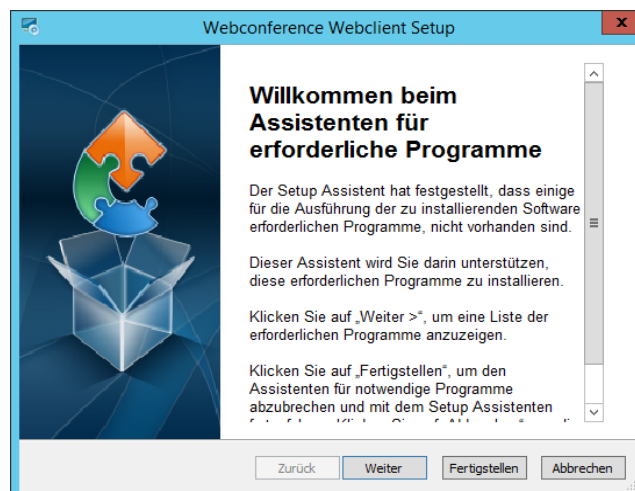 Webconference Webclient Setup
x
Willkommen beim
Assistenten für
erforderliche Programme
Der Setup Assistent hat festgestellt, dass einige
für die Ausführung der zu installierenden Software
erforderlichen Programme, nicht vorhanden sind.
Dieser Assistent wird Sie darin unterstützen,
diese erforderlichen Programme zu installieren.
Klicken Sie auf „Weiter >“, um eine Liste der
erforderlichen Programme anzuzeigen.
Klicken Sie auf „Fertigstellen“, um den
Assistenten für notwendige Programme
abzubrechen und mit dem Setup Assistenten
Zurück Weiter Fertigstellen Abbrechen